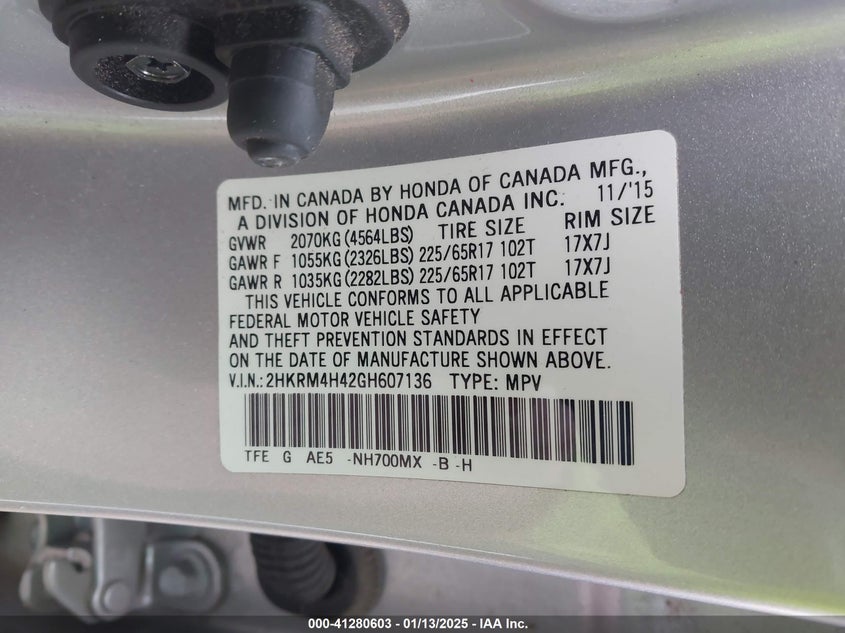 MFD. IN CANADA BY HONDA OF CANADA MFG.,
A DIVISION OF HONDA CANADA INC. 11/'15
GVWR 2070KG (4564LBS) TIRE SIZE RIM SIZE
GAWR F 1055KG (2326LBS) 225/65R17 102T 17X7J
GAWR R 1035KG (2282LBS) 225/65R17 102T 17X7J
THIS VEHICLE CONFORMS TO ALL APPLICABLE
FEDERAL MOTOR VEHICLE SAFETY
AND THEFT PREVENTION STANDARDS IN EFFECT
ON THE DATE OF MANUFACTURE SHOWN ABOVE.
V.I.N.: 2HKRM4H42GH607136 TYPE: MPV
TFE G AE5 -NH700MX -B -H
000-41280603 - 01/13/2025 - IAA Inc.